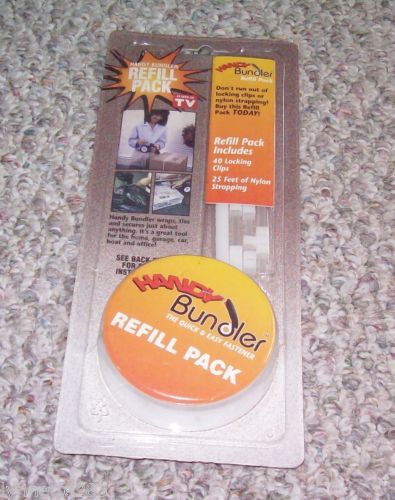 HANDY BUNDLER
REFILL
PACK
AS SEEN ON
TV
HANDY
Bundler
Refill Pack
Don't run out of
locking clips or
nylon strapping!
Buy this Refill
Pack TODAY!
Refill Pack
Includes
40 Locking
Clips
25 Feet of Nylon
Strapping
Handy Bundler wraps, ties
and secures just about
anything. It's a great tool
for the home, garage, car,
boat and office!
SEE BACK
FOR
INST
HANDY
Bundler
THE QUICK & EASY FASTENER
REFILL PACK